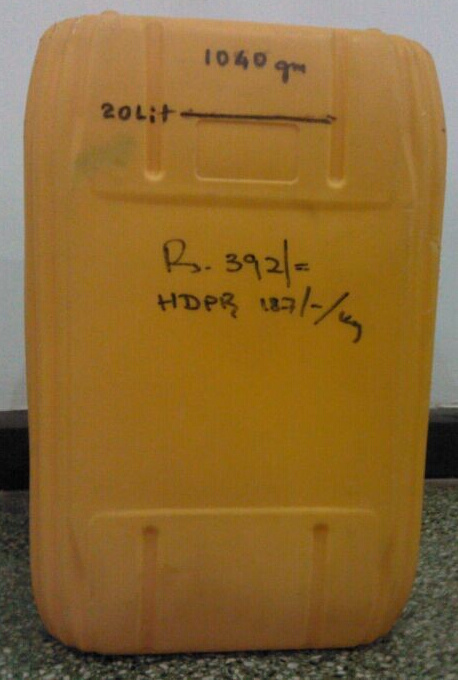 1040 gm
20Lit
Rs. 392/=
HDPE 187/-/kg